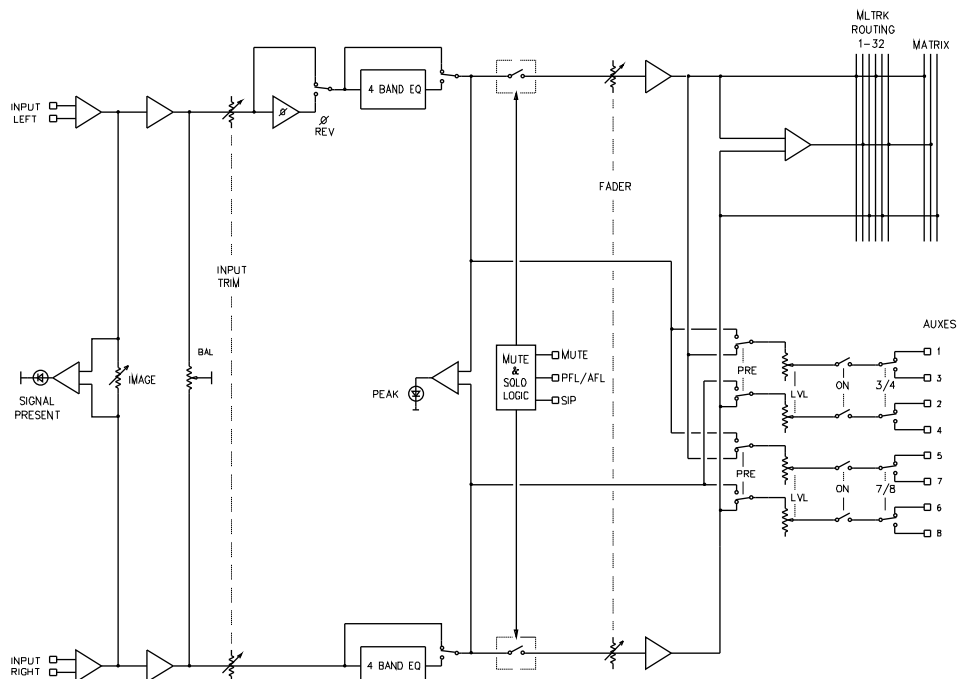 MLTRK
ROUTING
1-32
MATRIX
INPUT
LEFT
4 BAND EQ
Ø
Ø
REV
FADER
INPUT
TRIM
AUXES
BAL
IMAGE
SIGNAL
PRESENT
PEAK
MUTE
&
SOLO
LOGIC
MUTE
PFL/AFL
SIP
PRE
LVL
ON
3/4
1
3
2
4
PRE
LVL
ON
7/8
5
7
6
8
INPUT
RIGHT
4 BAND EQ